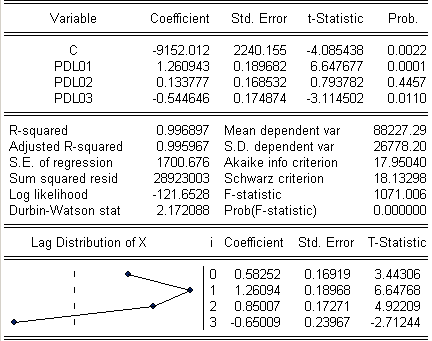 Variable Coefficient Std. Error t-Statistic Prob.
C -9152.012 2240.155 -4.085438 0.0022
PDL01 1.260943 0.189682 6.647677 0.0001
PDL02 0.133777 0.168532 0.793782 0.4457
PDL03 -0.544646 0.174874 -3.114502 0.0110
R-squared 0.996897 Mean dependent var 88227.29
Adjusted R-squared 0.995967 S.D. dependent var 26778.20
S.E. of regression 1700.676 Akaike info criterion 17.95040
Sum squared resid 28923003 Schwarz criterion 18.13298
Log likelihood -121.6528 F-statistic 1071.006
Durbin-Watson stat 2.172088 Prob(F-statistic) 0.000000
Lag Distribution of X i Coefficient Std. Error T-Statistic
0 0.58252 0.16919 3.44306
1 1.26094 0.18968 6.64768
2 0.85007 0.17271 4.92209
3 -0.65009 0.23967 -2.71244